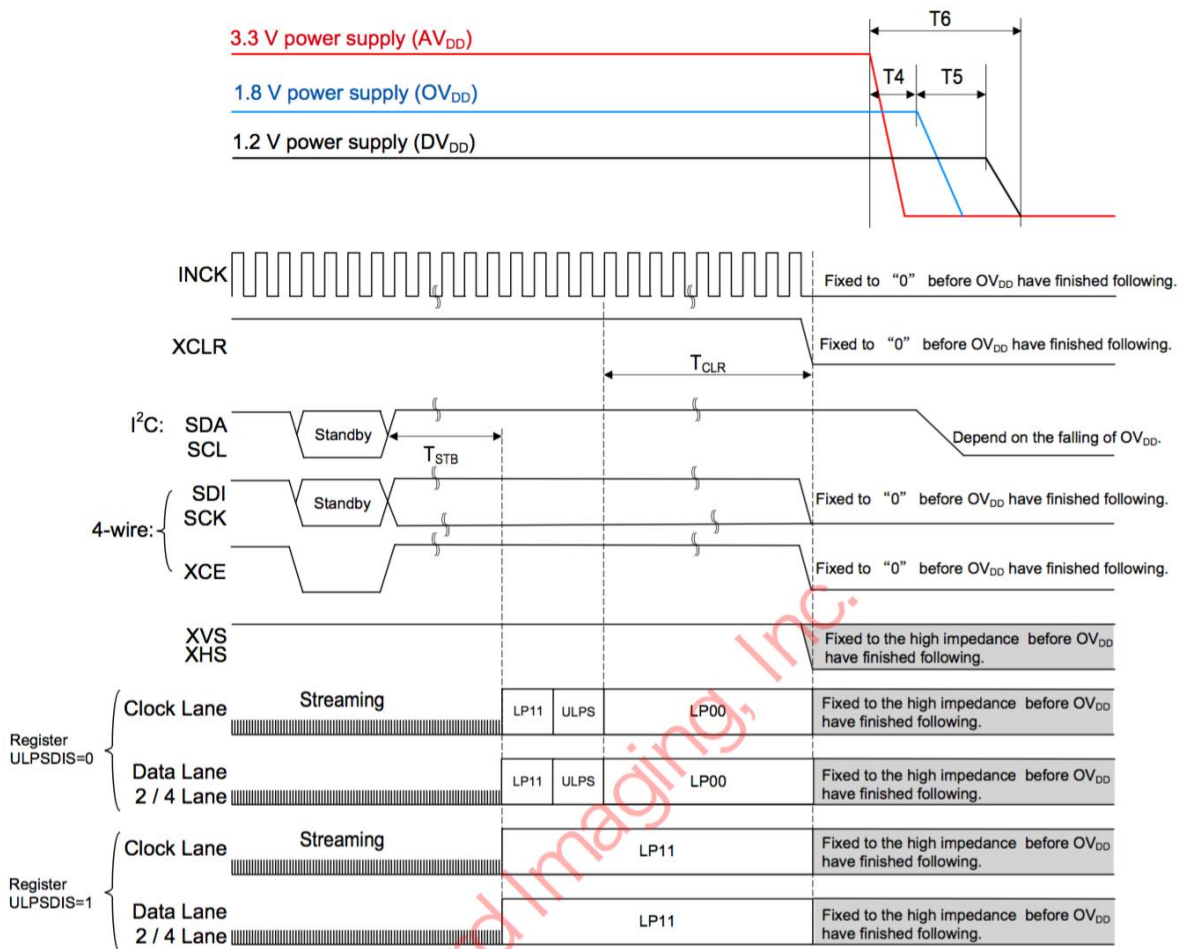 T6
3.3 V power supply (AVDD)
T4 T5
1.8 V power supply (OVDD)
1.2 V power supply (DVDD)
INCK
Fixed to “0” before OVDD have finished following.
XCLR
Fixed to “0” before OVDD have finished following.
TCLR
I2C: SDA
SCL
Standby
TSTB
Depend on the falling of OVDD.
4-wire:
SDI
SCK
Standby
Fixed to “0” before OVDD have finished following.
XCE
Fixed to “0” before OVDD have finished following.
XVS
XHS
Fixed to the high impedance before OVDD
have finished following.
Register
ULPSDIS=0
Clock Lane
Streaming
LP11 ULPS LP00
Fixed to the high impedance before OVDD
have finished following.
Data Lane
2 / 4 Lane
LP11 ULPS LP00
Fixed to the high impedance before OVDD
have finished following.
Register
ULPSDIS=1
Clock Lane
Streaming
LP11
Fixed to the high impedance before OVDD
have finished following.
Data Lane
2 / 4 Lane
LP11
Fixed to the high impedance before OVDD
have finished following.
Imaging, Inc.